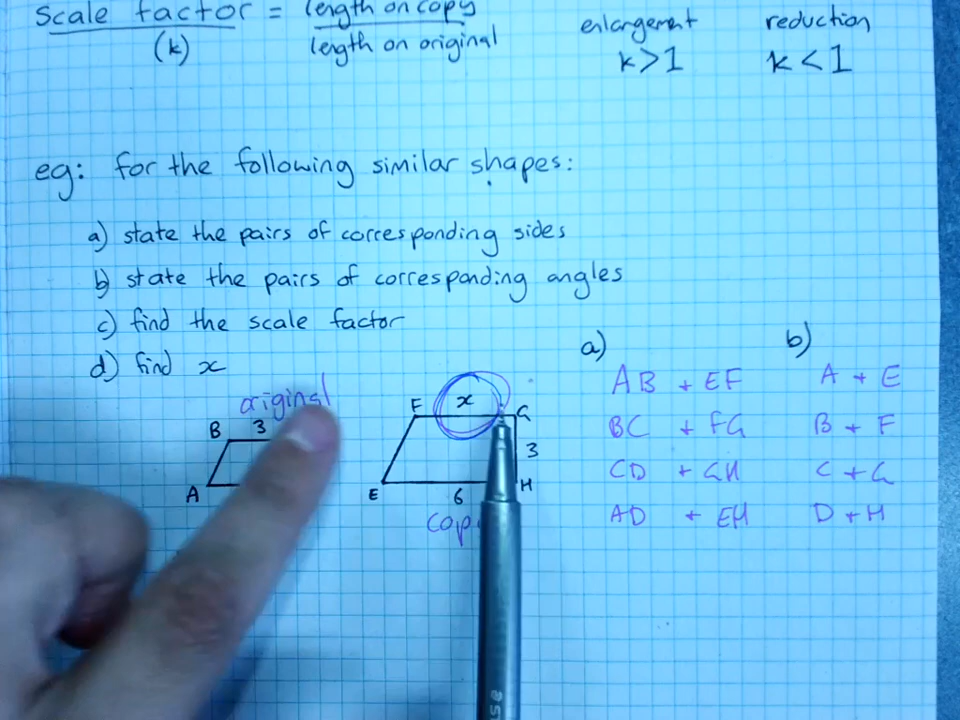 scale factor = length on copy
(k) length on original
enlargement reduction
k>1 k<1
eg: for the following similar shapes:
a) state the pairs of corresponding sides
b) state the pairs of corresponding angles
c) find the scale factor
d) find x
original
B 3
A
F x G
3
E 6 H
a)
AB + EF
BC + FG
CD + GH
AD + EH
b)
A + E
B + F
C + G
D + H